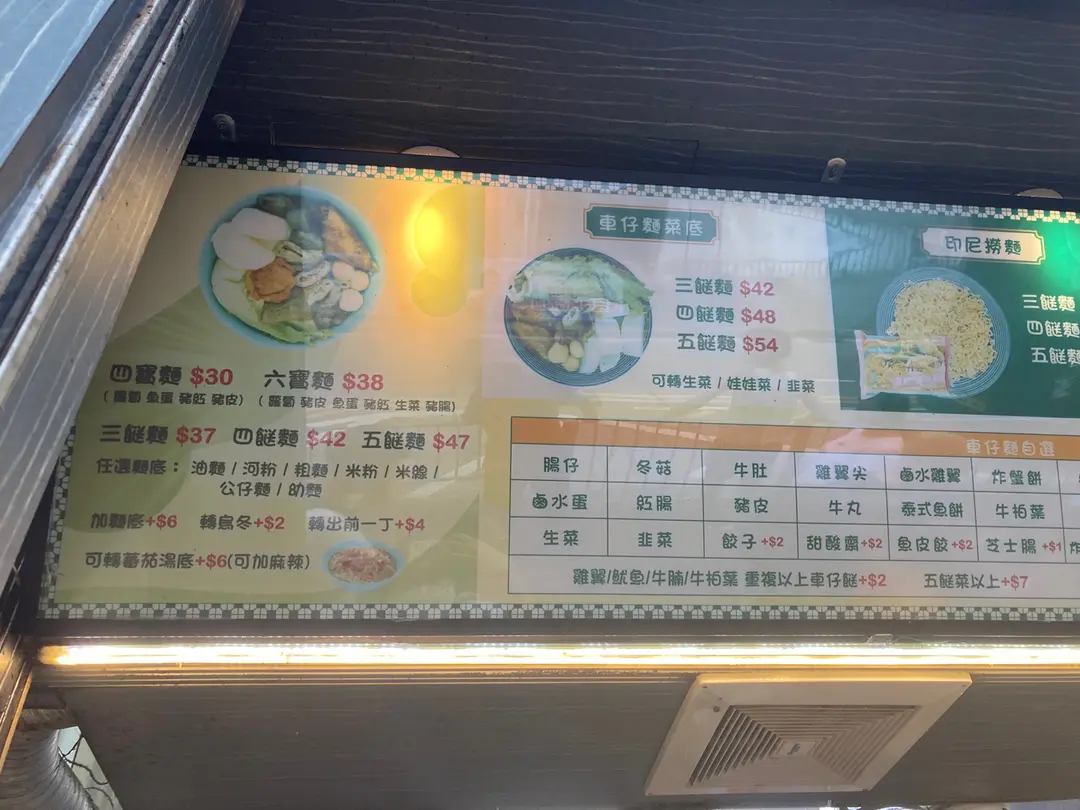 四寶麵 $30 六寶麵 $38
(蘿蔔 魚蛋 豬紅 豬皮) (蘿蔔 豬皮 魚蛋 豬紅 生菜 豬腸)
三餸麵 $37 四餸麵 $42 五餸麵 $47
任選麵底： 油麵 / 河粉 / 粗麵 / 米粉 / 米線 /
公仔麵 / 幼麵
加麵底+$6 轉烏冬+$2 轉出前一丁+$4
可轉蕃茄湯底+$6(可加麻辣)
車仔麵菜底
三餸麵 $42
四餸麵 $48
五餸麵 $54
可轉生菜 / 娃娃菜 / 韭菜
印尼撈麵
三餸麵
四餸麵
五餸麵
車仔麵自選
腸仔 冬菇 牛肚 雞翼尖 鹵水雞翼 炸蟹餅
鹵水蛋 紅腸 豬皮 牛丸 泰式魚餅 牛栢葉
生菜 韭菜 餃子+$2 甜酸齋+$2 魚皮餃+$2 芝士腸+$1 炸
雞翼/魷魚/牛腩/牛栢葉 重複以上車仔餸+$2 五餸菜以上+$7